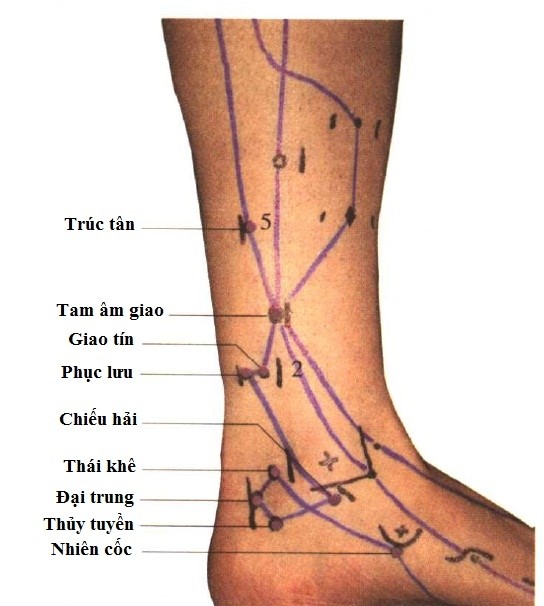 Trúc tân
5
Tam âm giao
Giao tín
Phục lưu
2
Chiếu hải
Thái khê
Đại trung
Thủy tuyền
Nhiên cốc